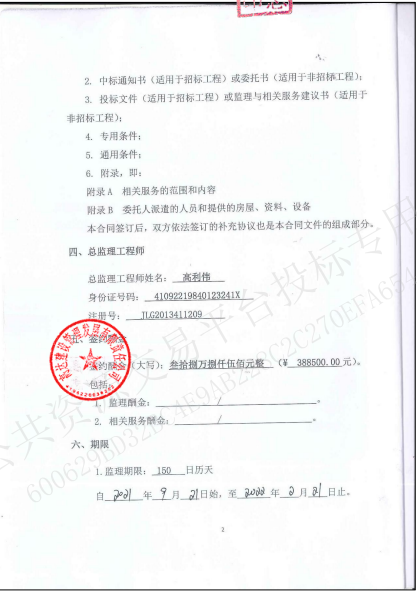 2. 中标通知书（适用于招标工程）或委托书（适用于非招标工程）；
3. 投标文件（适用于招标工程）或监理与相关服务建议书（适用于
非招标工程）；
4. 专用条件；
5. 通用条件；
6. 附录，即：
附录 A 相关服务的范围和内容
附录 B 委托人派遣的人员和提供的房屋、资料、设备
本合同签订后，双方依法签订的补充协议也是本合同文件的组成部分。
四、总监理工程师
总监理工程师姓名： 高利伟
身份证号码： 41092219840123241X
注册号： JLG2013411209
五、签约酬金
签约酬金（大写）：叁拾捌万捌仟伍佰元整 （¥ 388500.00 元）。
包括：
1. 监理酬金： / 。
2. 相关服务酬金： / 。
六、期限
1.监理期限： 150 日历天
自 2021 年 9 月 21 日始，至 2022 年 2 月 21 日止。
2